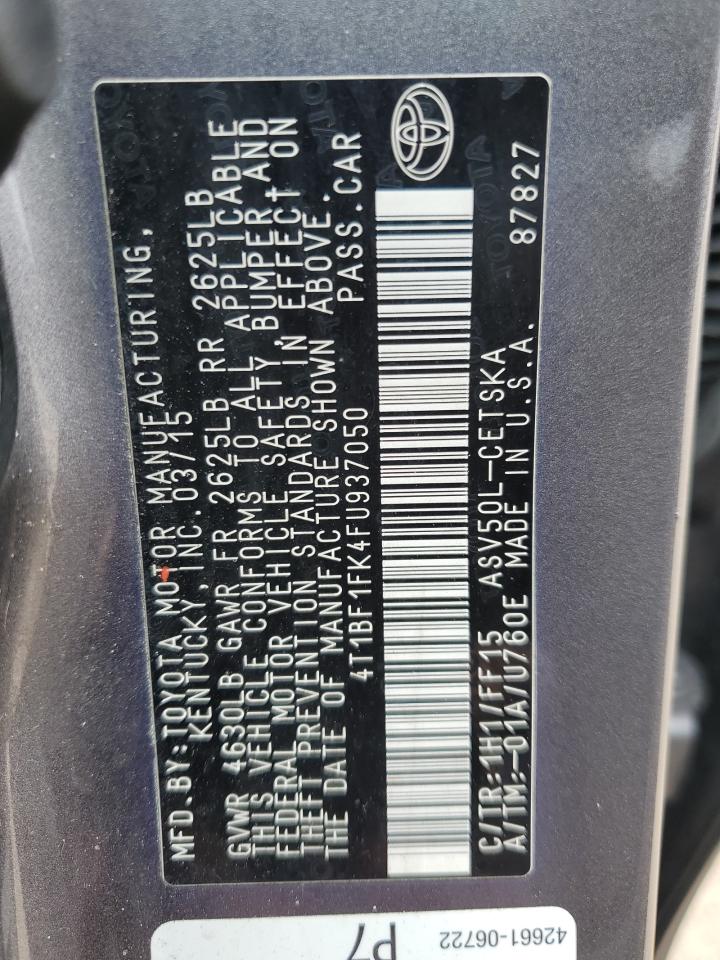 MFD.BY:TOYOTA MOTOR MANUFACTURING,
KENTUCKY,INC.03/15
GVWR 4630LB GAWR FR 2625LB RR 2625LB
THIS VEHICLE CONFORMS TO ALL APPLICABLE
FEDERAL MOTOR VEHICLE SAFETY,BUMPER,AND
THEFT PREVENTION STANDARDS IN EFFECT ON
THE DATE OF MANUFACTURE SHOWN ABOVE.
4T1BF1FK4FU937050 PASS.CAR
C/TR:1H1/FF15 ASV50L-CETSKA
A/TM:-01A/U760E MADE IN U.S.A. 87827
42661-06722
P7